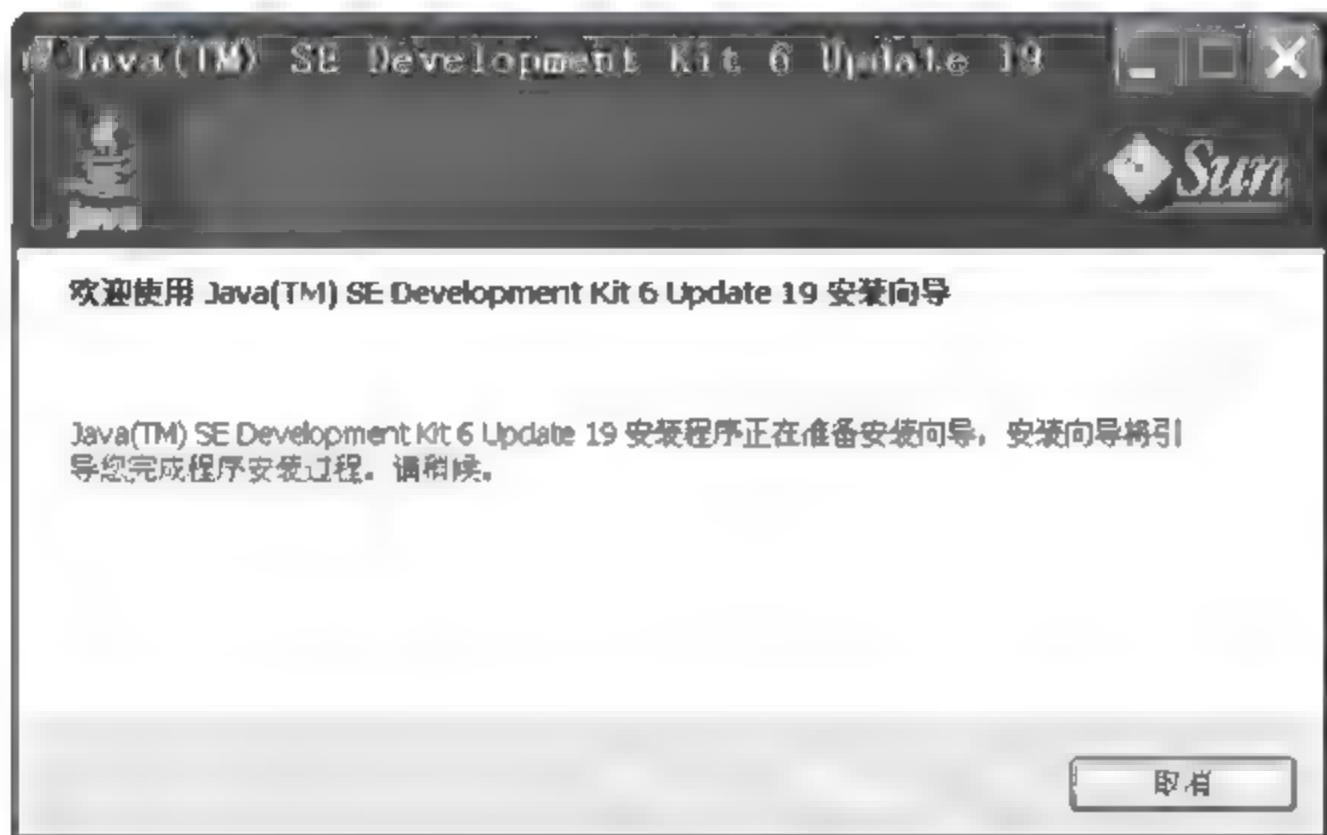 Java(TM) SE Development Kit 6 Update 19
Java
Sun
欢迎使用 Java(TM) SE Development Kit 6 Update 19 安装向导
Java(TM) SE Development Kit 6 Update 19 安装程序正在准备安装向导，安装向导将引
导您完成程序安装过程。请稍候。
取消